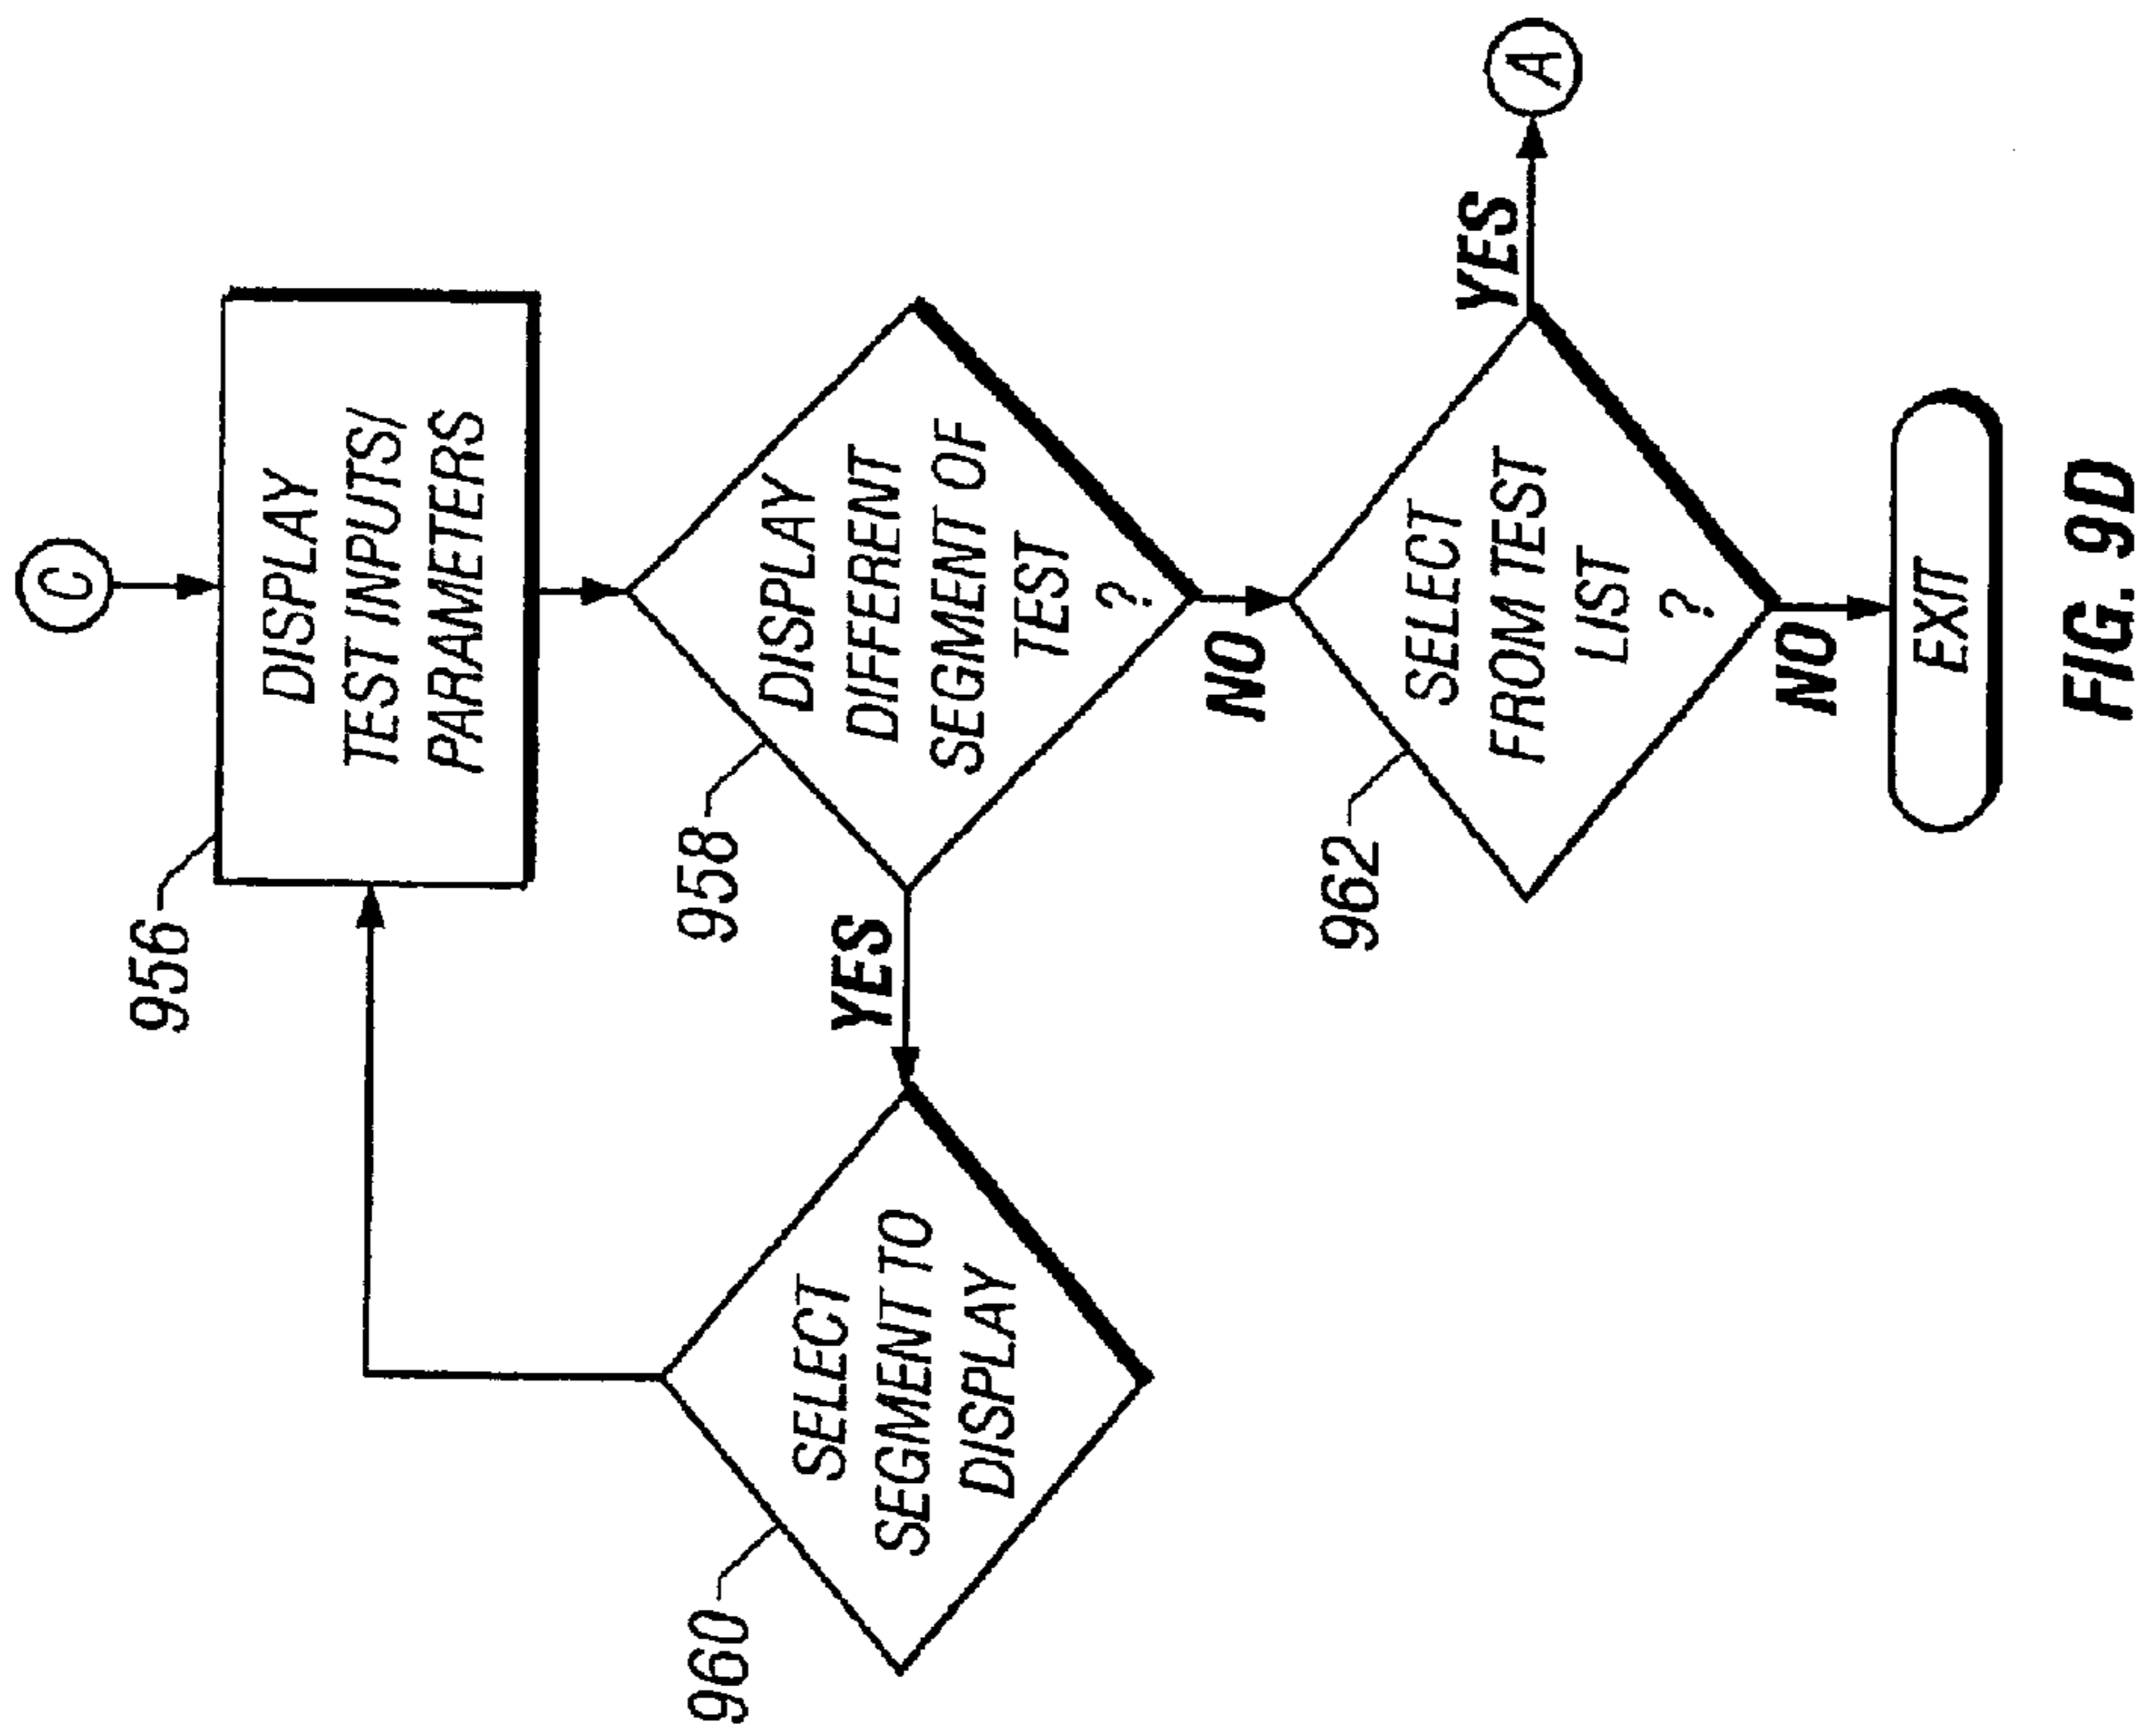 C
956
DISPLAY
TEST INPUTS/
PARAMETERS
958
DISPLAY
DIFFERENT
SEGMENT OF
TEST
?
YES
960
SELECT
SEGMENT TO
DISPLAY
NO
962
SELECT
FROM TEST
LIST
?
YES
A
NO
EXIT
FIG. 9D